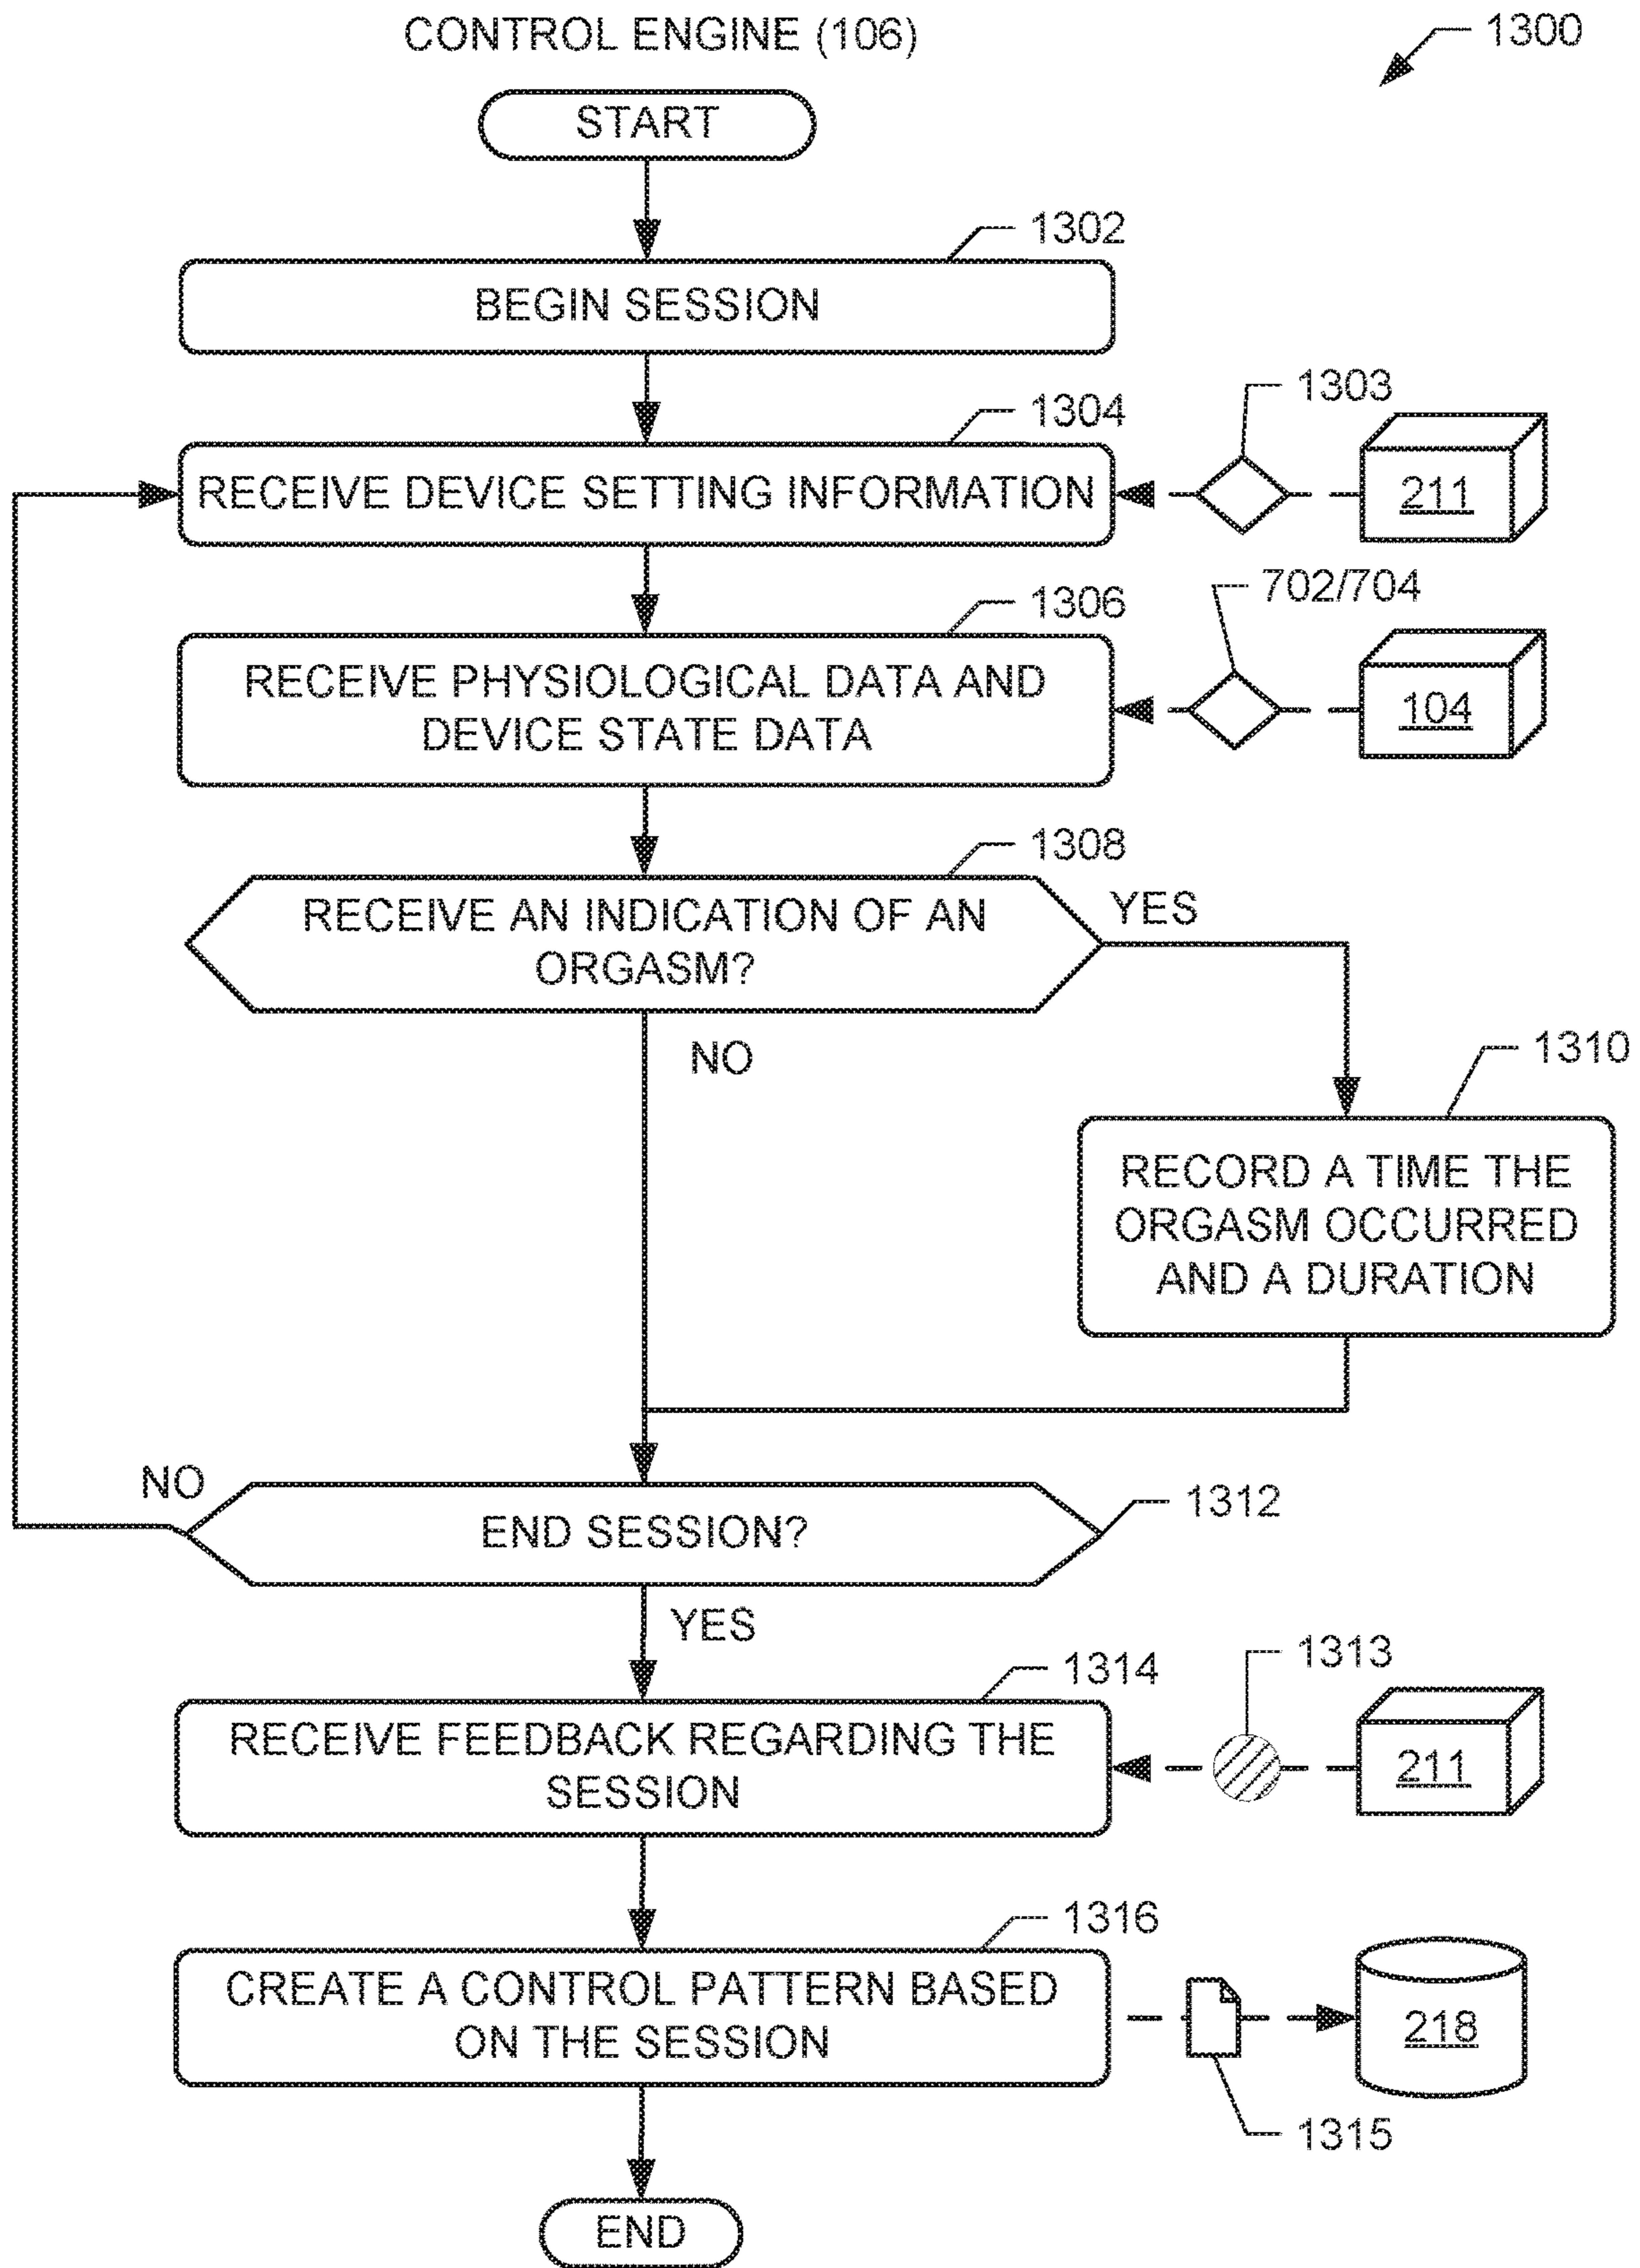 CONTROL ENGINE (106)
1300
START
1302
BEGIN SESSION
1303
1304
RECEIVE DEVICE SETTING INFORMATION
211
702/704
1306
RECEIVE PHYSIOLOGICAL DATA AND
DEVICE STATE DATA
104
1308
RECEIVE AN INDICATION OF AN
ORGASM?
YES
NO
1310
RECORD A TIME THE
ORGASM OCCURRED
AND A DURATION
NO
1312
END SESSION?
YES
1313
1314
RECEIVE FEEDBACK REGARDING THE
SESSION
211
1316
CREATE A CONTROL PATTERN BASED
ON THE SESSION
218
1315
END